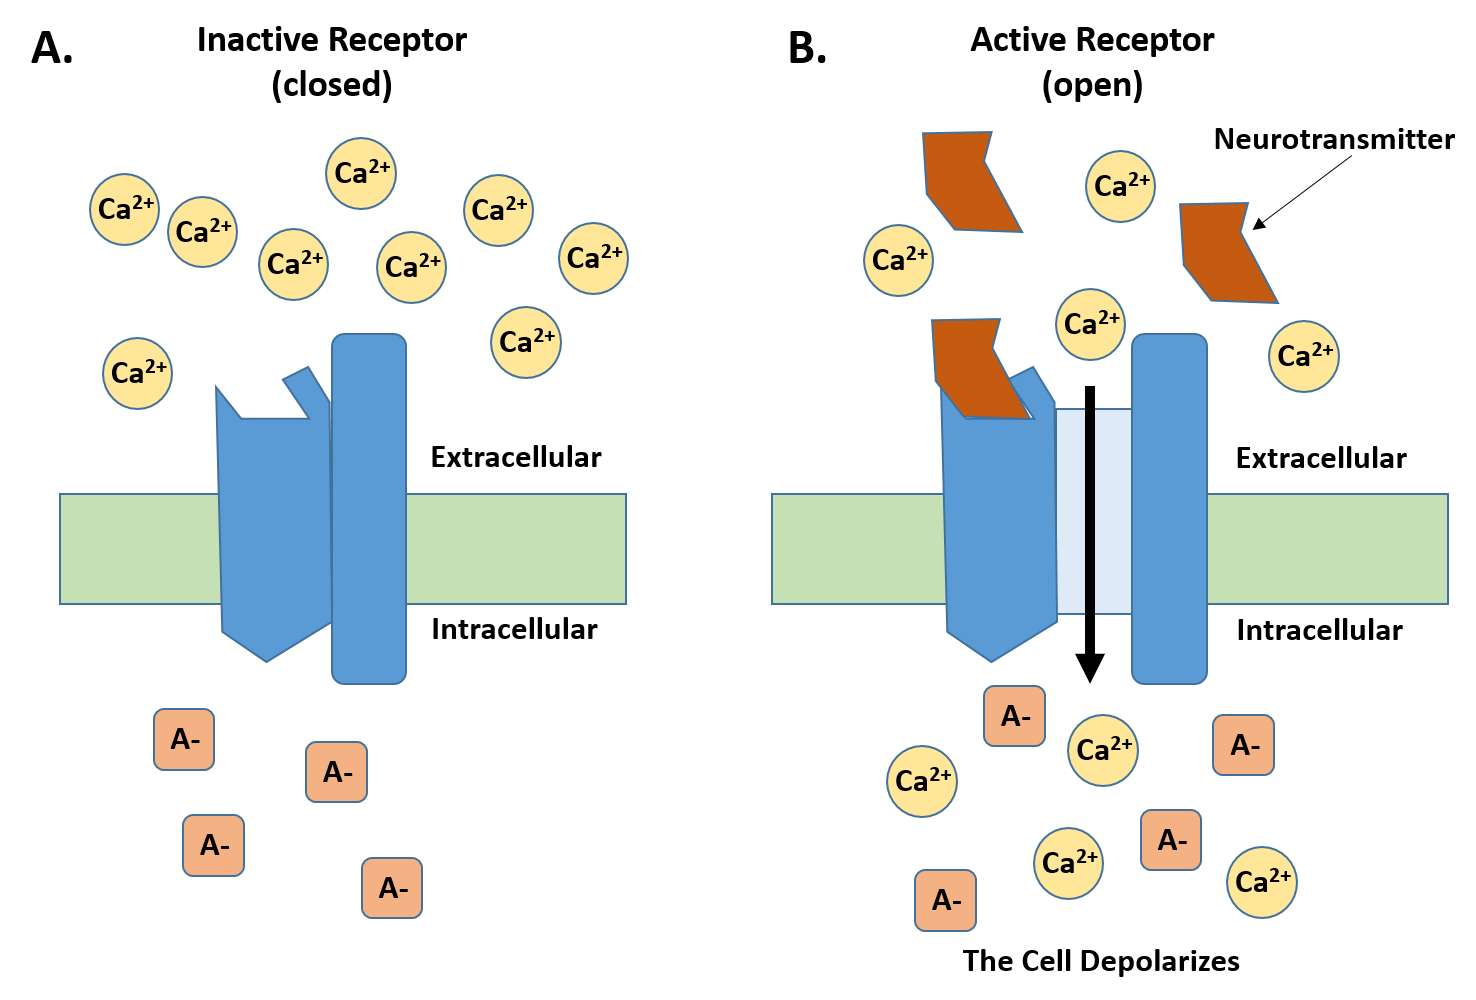 A.
Inactive Receptor
(closed)
Ca²⁺
Ca²⁺
Ca²⁺
Ca²⁺
Ca²⁺
Ca²⁺
Ca²⁺
Ca²⁺
Ca²⁺
Extracellular
Intracellular
A-
A-
A-
A-
B.
Active Receptor
(open)
Neurotransmitter
Ca²⁺
Ca²⁺
Ca²⁺
Ca²⁺
Extracellular
Intracellular
A-
Ca²⁺
A-
Ca²⁺
A-
Ca²⁺
Ca²⁺
A-
The Cell Depolarizes